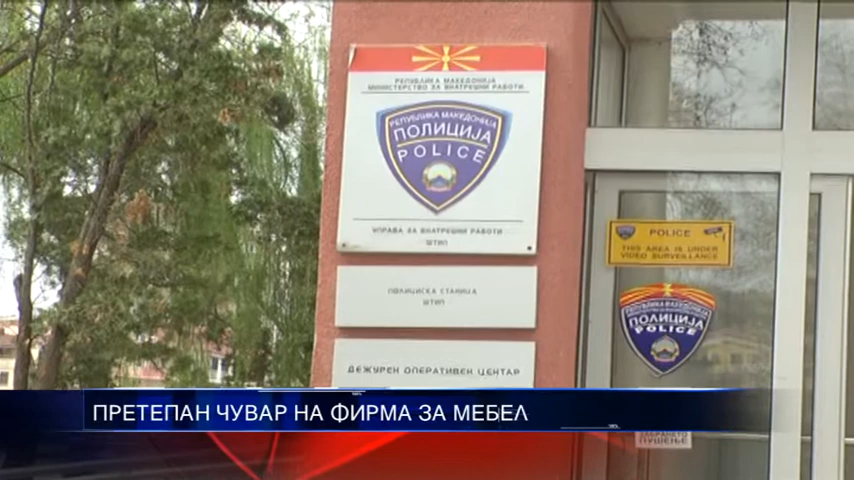 РЕПУБЛИКА МАКЕДОНИЈА
МИНИСТЕРСТВО ЗА ВНАТРЕШНИ РАБОТИ
РЕПУБЛИКА МАКЕДОНИЈА
ПОЛИЦИЈА
POLICE
УПРАВА ЗА ВНАТРЕШНИ РАБОТИ
ШТИП
ПОЛИЦИСКА СТАНИЦА
ШТИП
ДЕЖУРЕН ОПЕРАТИВЕН ЦЕНТАР
POLICE
THIS AREA IS UNDER
VIDEO SURVEILLANCE
РЕПУБЛИКА МАКЕДОНИЈА
ПОЛИЦИЈА
POLICE
ЗАБРАНЕТО
ПУШЕЊЕ
ПРЕТЕПАН ЧУВАР НА ФИРМА ЗА МЕБЕЛ